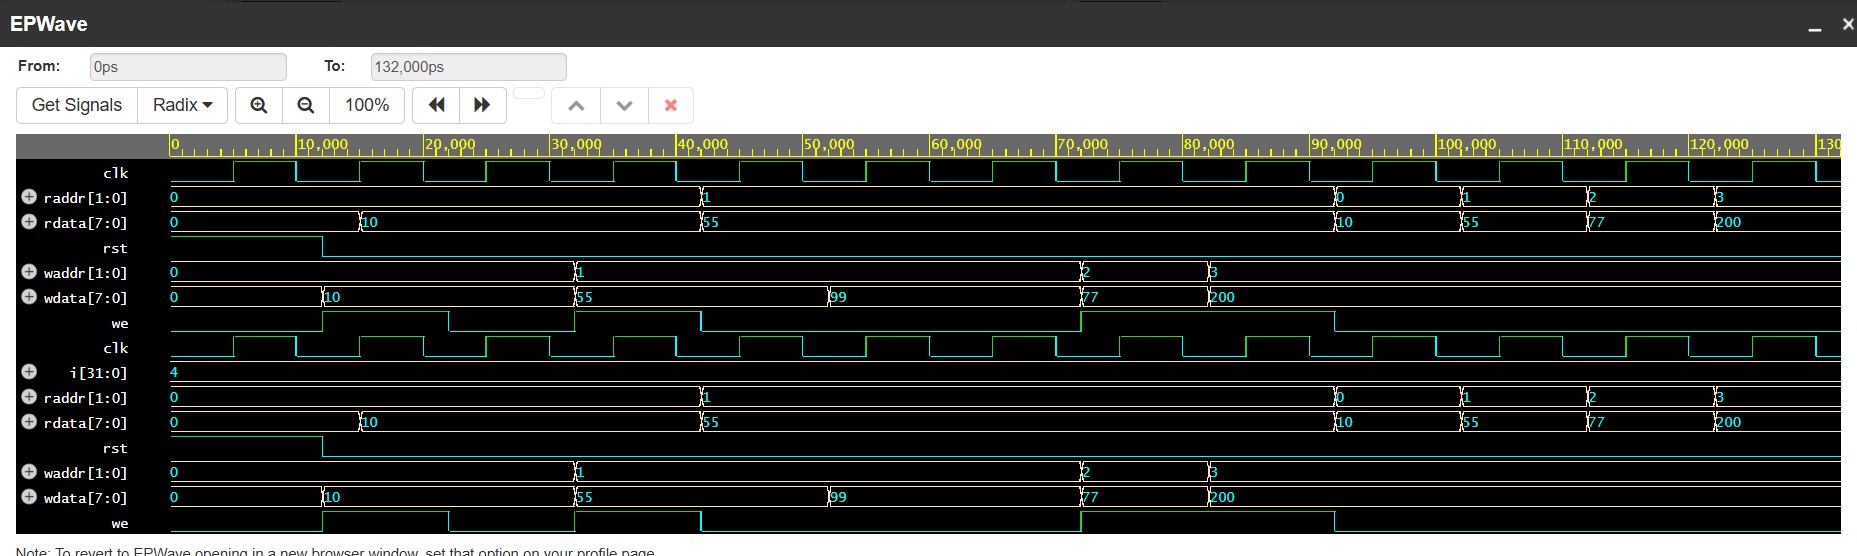 EPWave
From: 0ps To: 132,000ps
Get Signals Radix 100%
0 10,000 20,000 30,000 40,000 50,000 60,000 70,000 80,000 90,000 100,000 110,000 120,000 130
clk
raddr[1:0] 0 1 0 1 2 3
rdata[7:0] 0 10 55 10 55 77 200
rst
waddr[1:0] 0 1 2 3
wdata[7:0] 0 10 55 99 77 200
we
clk
i[31:0] 4
raddr[1:0] 0 1 0 1 2 3
rdata[7:0] 0 10 55 10 55 77 200
rst
waddr[1:0] 0 1 2 3
wdata[7:0] 0 10 55 99 77 200
we
Note: To revert to EPWave opening in a new browser window, set that option on your profile page.